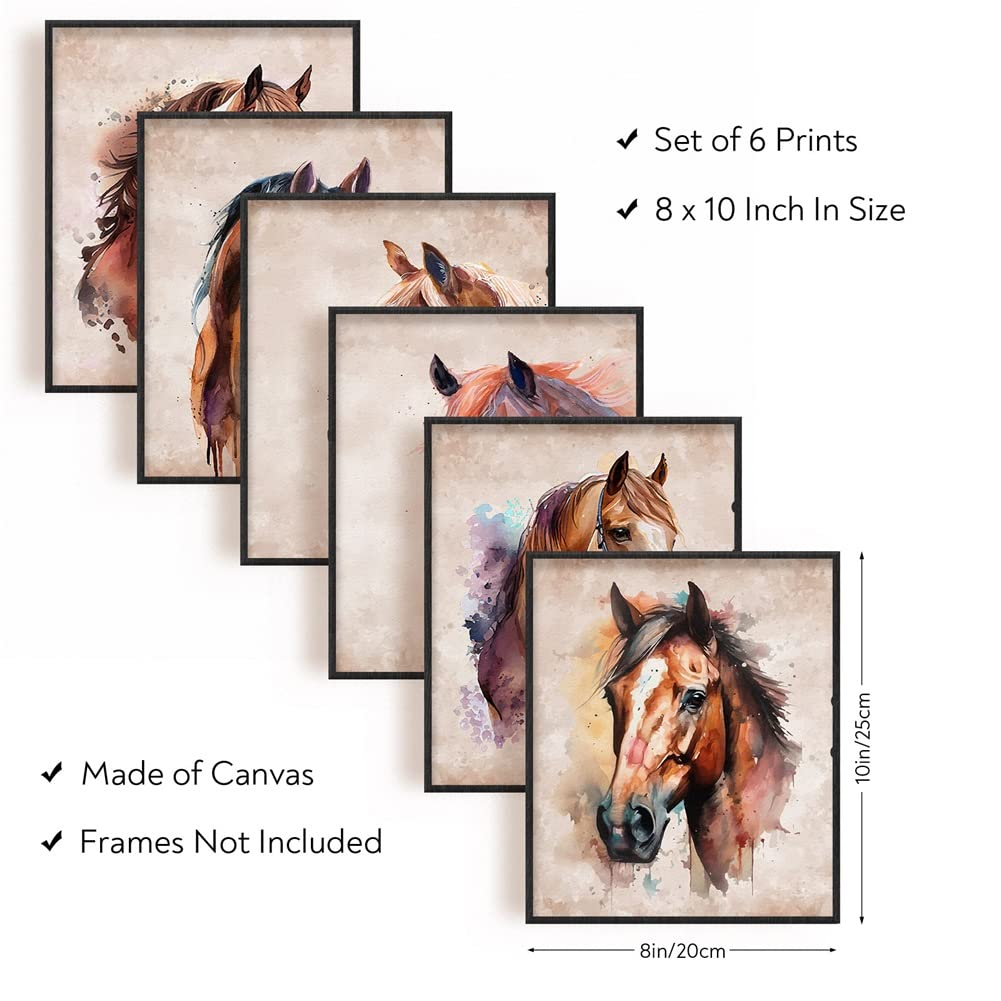 Set of 6 Prints
8 x 10 Inch In Size
Made of Canvas
Frames Not Included
10in/25cm
8in/20cm